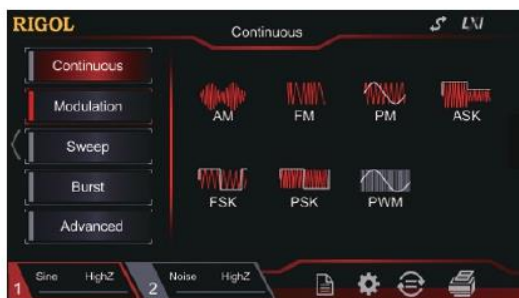 RIGOL
Continuous
LXI
Continuous
Modulation
Sweep
Burst
Advanced
AM
FM
PM
ASK
FSK
PSK
PWM
1
Sine
HighZ
2
Noise
HighZ